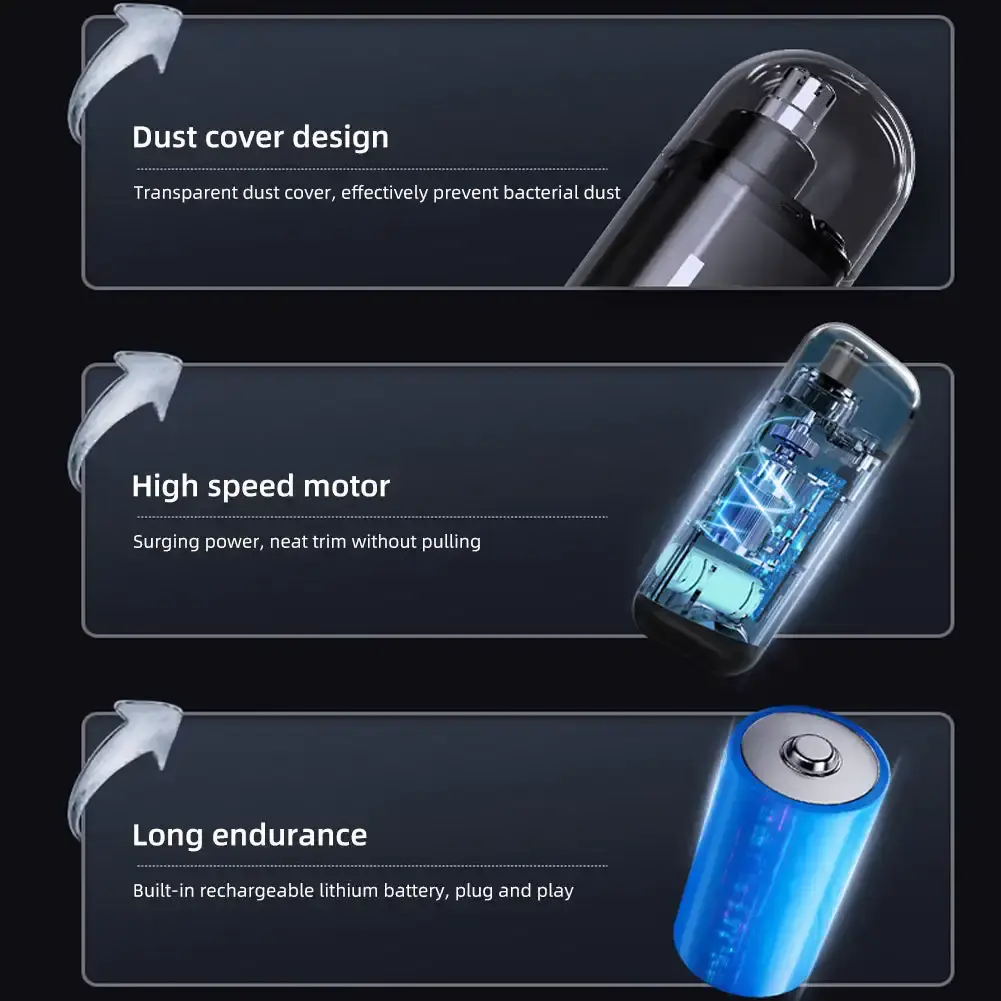 Dust cover design
Transparent dust cover, effectively prevent bacterial dust
High speed motor
Surging power, neat trim without pulling
Long endurance
Built-in rechargeable lithium battery, plug and play